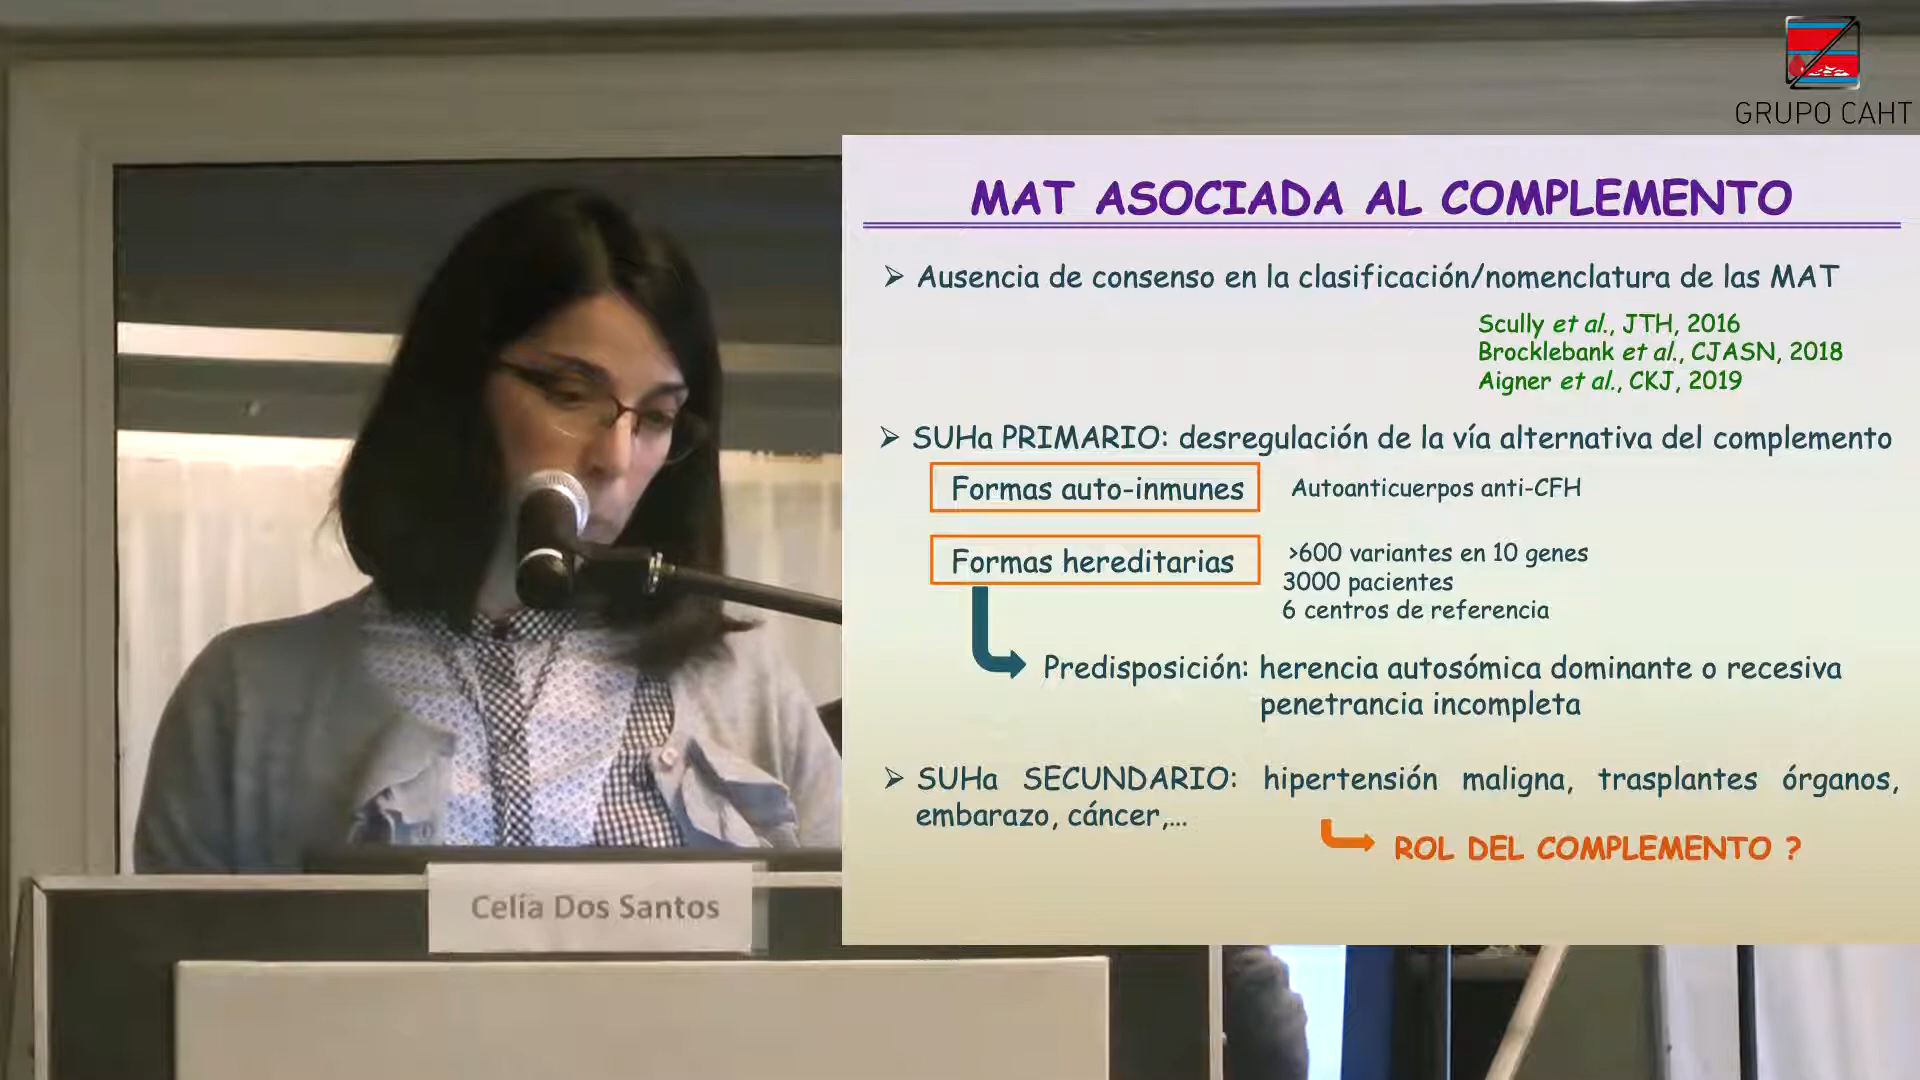 GRUPO CAHT
MAT ASOCIADA AL COMPLEMENTO
➢ Ausencia de consenso en la clasificación/nomenclatura de las MAT
Scully et al., JTH, 2016
Brocklebank et al., CJASN, 2018
Aigner et al., CKJ, 2019
➢ SUHa PRIMARIO: desregulación de la vía alternativa del complemento
Formas auto-inmunes Autoanticuerpos anti-CFH
Formas hereditarias
>600 variantes en 10 genes
3000 pacientes
6 centros de referencia
Predisposición: herencia autosómica dominante o recesiva
penetrancia incompleta
➢ SUHa SECUNDARIO: hipertensión maligna, trasplantes órganos,
embarazo, cáncer,...
ROL DEL COMPLEMENTO ?
Celía Dos Santos